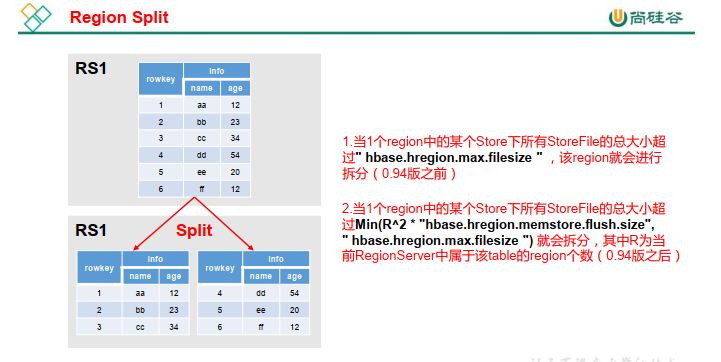 Region Split
尚硅谷
RS1
rowkey info
name age
1 aa 12
2 bb 23
3 cc 34
4 dd 54
5 ee 20
6 ff 12
RS1 Split
rowkey info
name age
1 aa 12
2 bb 23
3 cc 34
rowkey info
name age
4 dd 54
5 ee 20
6 ff 12
1.当1个region中的某个Store下所有StoreFile的总大小超
过" hbase.hregion.max.filesize " ，该region就会进行
拆分（0.94版之前）
2.当1个region中的某个Store下所有StoreFile的总大小超
过Min(R^2 * "hbase.hregion.memstore.flush.size",
" hbase.hregion.max.filesize ") 就会拆分，其中R为当
前RegionServer中属于该table的region个数（0.94版之后）